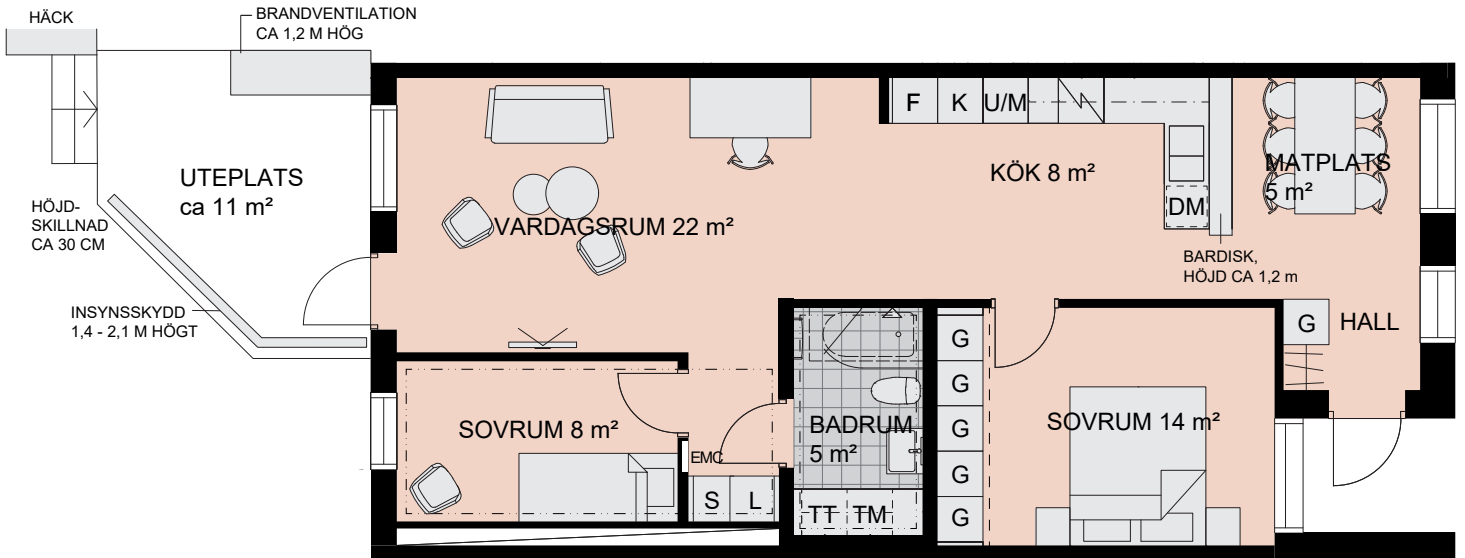 HÄCK
BRANDVENTILATION
CA 1,2 M HÖG
UTEPLATS
ca 11 m²
HÖJD-
SKILLNAD
CA 30 CM
INSYNSSKYDD
1,4 - 2,1 M HÖGT
VARDAGSRUM 22 m²
F K U/M
KÖK 8 m²
DM
MATPLATS
5 m²
BARDISK,
HÖJD CA 1,2 m
G HALL
SOVRUM 8 m²
EMC
S L
BADRUM
5 m²
TT TM
G
G
G
G
G
SOVRUM 14 m²